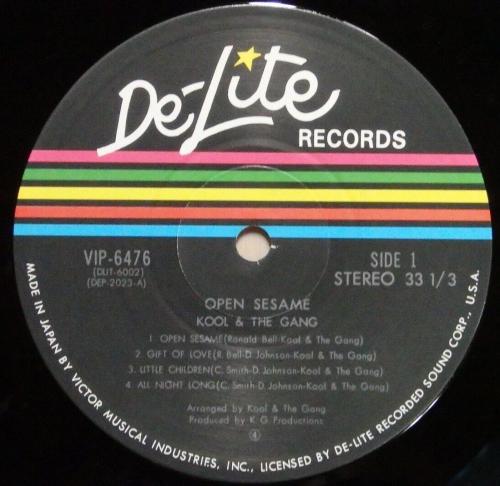 De-Lite
RECORDS
VIP-6476
(DLIT-6002)
(DEP-2023-A)
SIDE 1
STEREO 33 1/3
OPEN SESAME
KOOL & THE GANG
1. OPEN SESAME(Ronald Bell-Kool & The Gang)
2. GIFT OF LOVE(R. Bell-D. Johnson-Kool & The Gang)
3. LITTLE CHILDREN(C. Smith-D. Johnson-Kool & The Gang)
4. ALL NIGHT LONG(C. Smith-D. Johnson-Kool & The Gang)
Arranged by Kool & The Gang
Produced by K. G. Productions
④
MADE IN JAPAN BY VICTOR MUSICAL INDUSTRIES, INC., LICENSED BY DE-LITE RECORDED SOUND CORP., U.S.A.